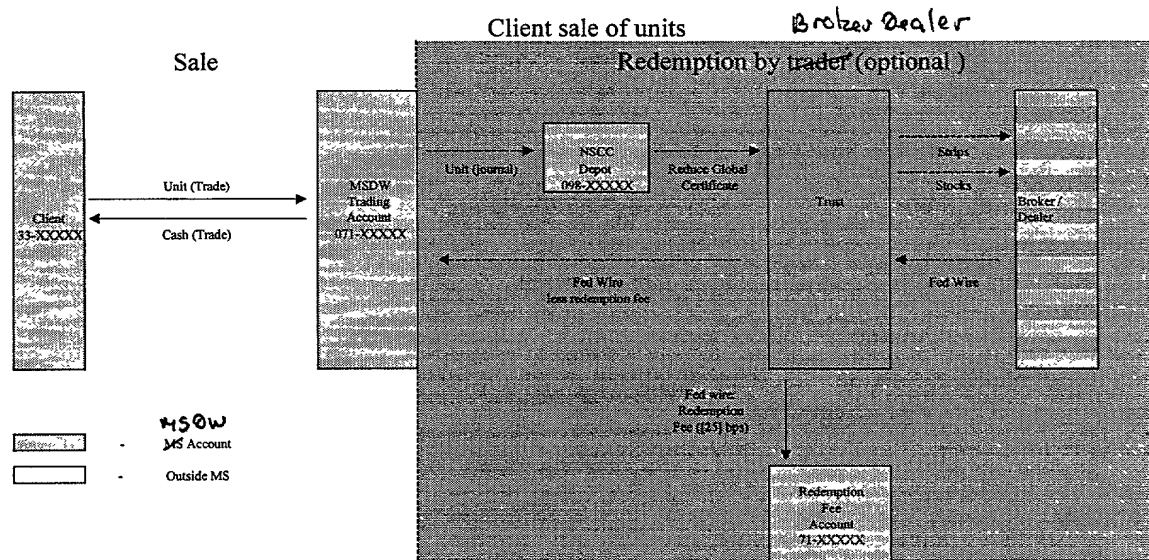 Client sale of units
Broker Dealer
Sale
Redemption by trader (optional )
Unit (Trade)
Cash (Trade)
Client
33-XXXXX
MSDW
Trading
Account
071-XXXXX
Unit (journal)
NSCC
Depot
098-XXXXX
Reduce Global
Certificate
Trust
Strips
Stocks
Broker /
Dealer
Fed Wire
less redemption fee
Fed Wire
Fed wire:
Redemption
Fee ([25] bps)
Redemption
Fee
Account
71-XXXXX
MSDW
- MS Account
- Outside MS